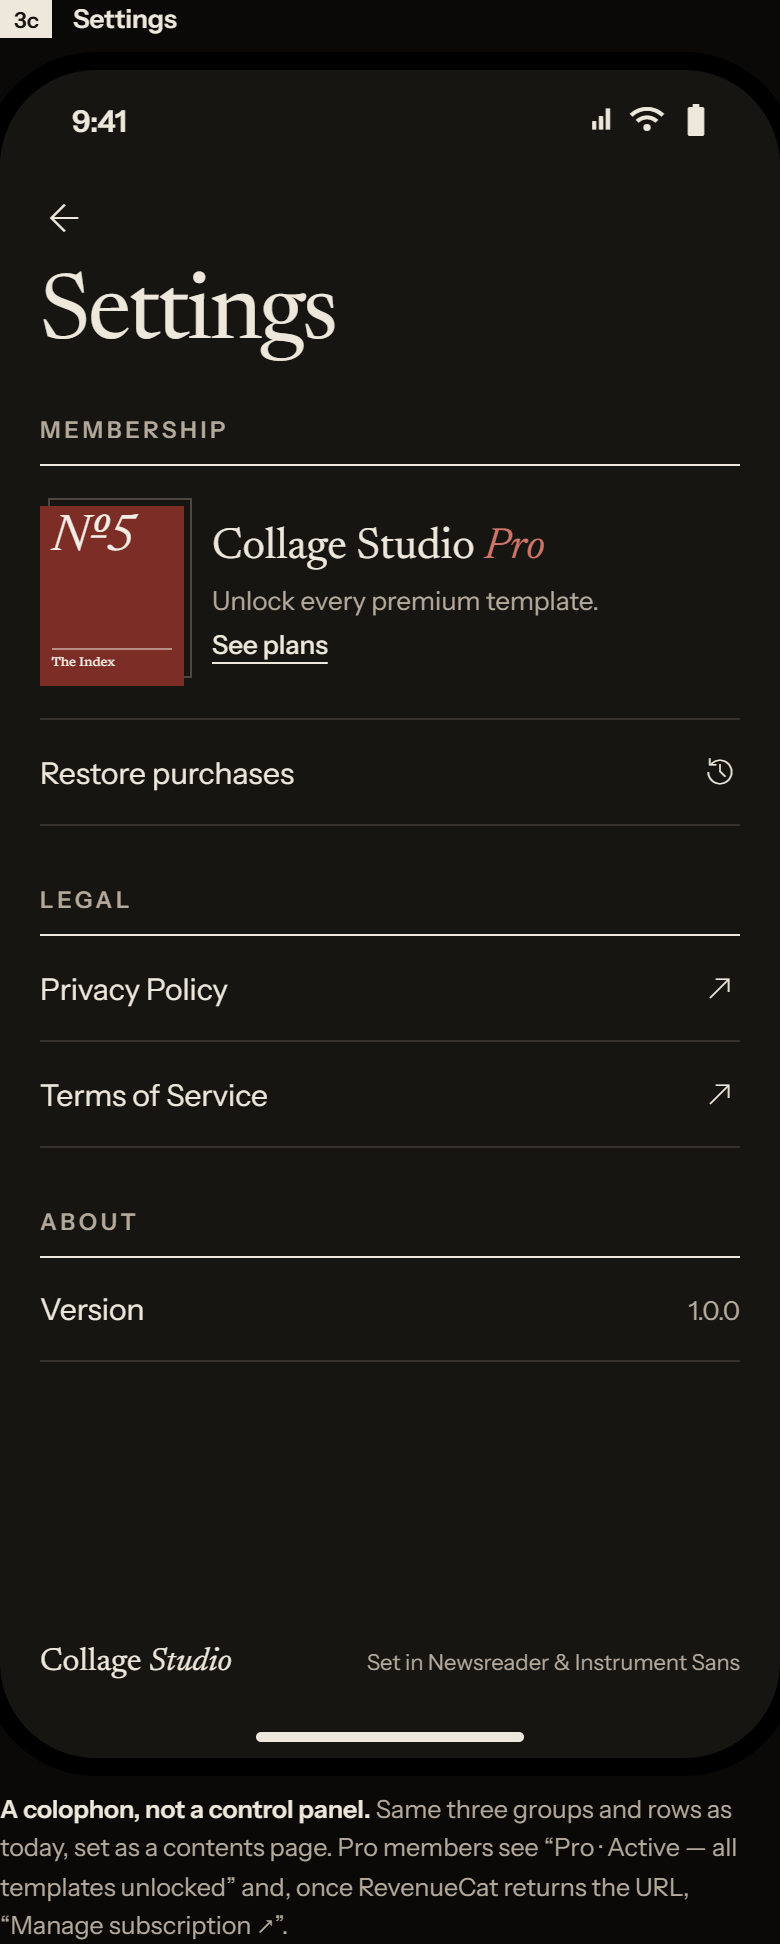 3c Settings
9:41
Settings
MEMBERSHIP
Nº5
The Index
Collage Studio Pro
Unlock every premium template.
See plans
Restore purchases
LEGAL
Privacy Policy ↗
Terms of Service ↗
ABOUT
Version 1.0.0
Collage Studio Set in Newsreader & Instrument Sans
A colophon, not a control panel. Same three groups and rows as
today, set as a contents page. Pro members see “Pro · Active — all
templates unlocked” and, once RevenueCat returns the URL,
“Manage subscription ↗”.